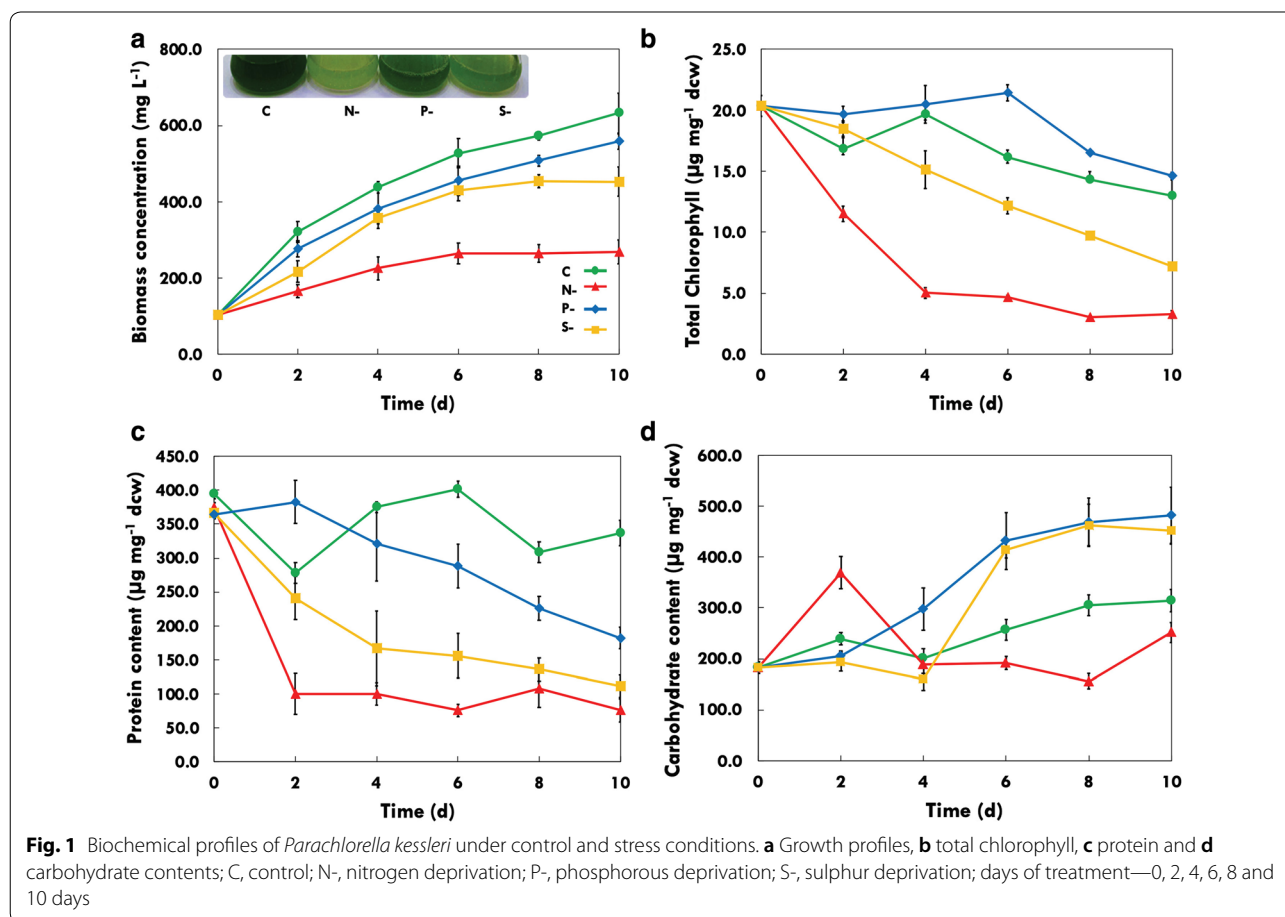 a
800.0
600.0
400.0
200.0
0.0
Biomass concentration (mg L⁻¹)
C N- P- S-
C
N-
P-
S-
0 2 4 6 8 10
Time (d)
b
25.0
20.0
15.0
10.0
5.0
0.0
Total Chlorophyll (µg mg⁻¹ dcw)
0 2 4 6 8 10
Time (d)
c
450.0
400.0
350.0
300.0
250.0
200.0
150.0
100.0
50.0
0.0
Protein content (µg mg⁻¹ dcw)
0 2 4 6 8 10
Time (d)
d
600.0
500.0
400.0
300.0
200.0
100.0
0.0
Carbohydrate content (µg mg⁻¹ dcw)
0 2 4 6 8 10
Time (d)
Fig. 1 Biochemical profiles of Parachlorella kessleri under control and stress conditions. a Growth profiles, b total chlorophyll, c protein and d
carbohydrate contents; C, control; N-, nitrogen deprivation; P-, phosphorous deprivation; S-, sulphur deprivation; days of treatment—0, 2, 4, 6, 8 and
10 days